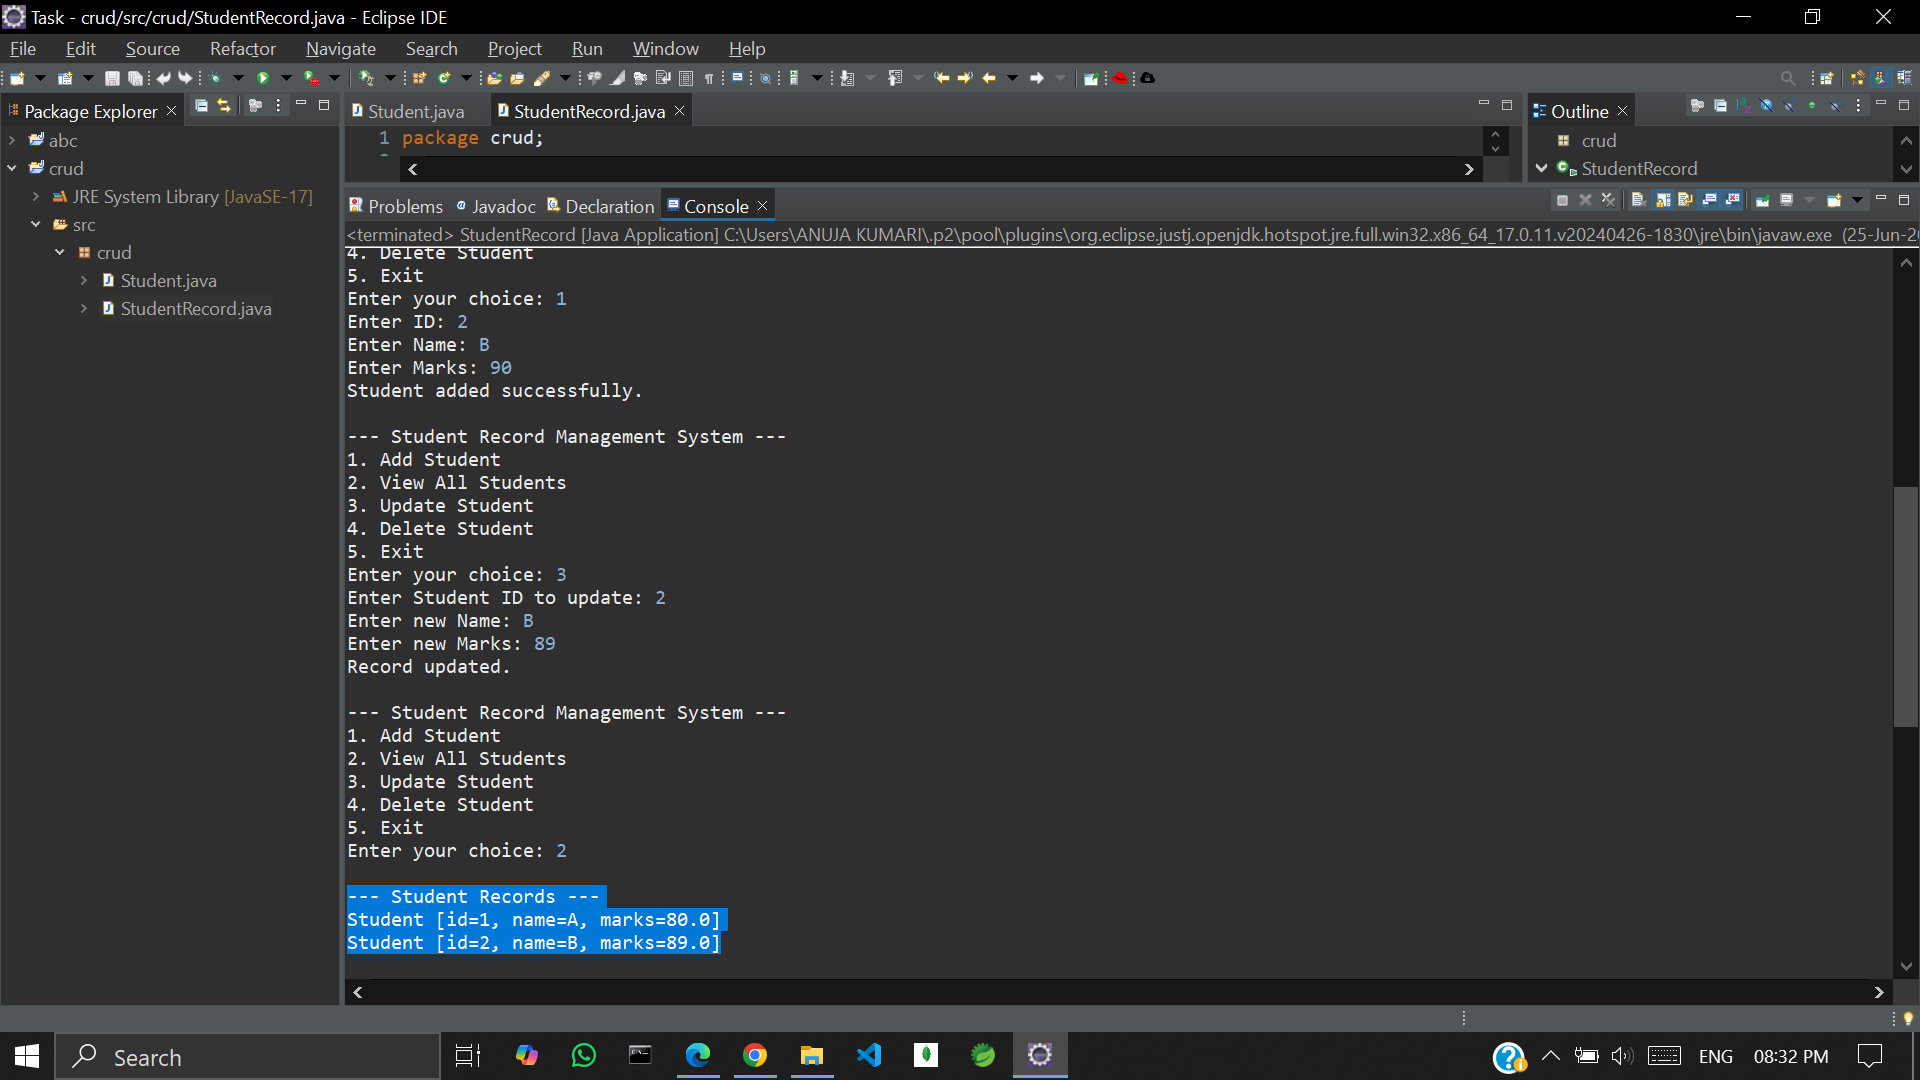 Task - crud/src/crud/StudentRecord.java - Eclipse IDE
File Edit Source Refactor Navigate Search Project Run Window Help
Package Explorer
abc
crud
JRE System Library [JavaSE-17]
src
crud
Student.java
StudentRecord.java
Student.java StudentRecord.java
1 package crud;
Outline
crud
StudentRecord
Problems Javadoc Declaration Console
<terminated> StudentRecord [Java Application] C:\Users\ANUJA KUMARI\.p2\pool\plugins\org.eclipse.justj.openjdk.hotspot.jre.full.win32.x86_64_17.0.11.v20240426-1830\jre\bin\javaw.exe (25-Jun-20
4. Delete Student
5. Exit
Enter your choice: 1
Enter ID: 2
Enter Name: B
Enter Marks: 90
Student added successfully.
--- Student Record Management System ---
1. Add Student
2. View All Students
3. Update Student
4. Delete Student
5. Exit
Enter your choice: 3
Enter Student ID to update: 2
Enter new Name: B
Enter new Marks: 89
Record updated.
--- Student Record Management System ---
1. Add Student
2. View All Students
3. Update Student
4. Delete Student
5. Exit
Enter your choice: 2
--- Student Records ---
Student [id=1, name=A, marks=80.0]
Student [id=2, name=B, marks=89.0]
Search
ENG 08:32 PM